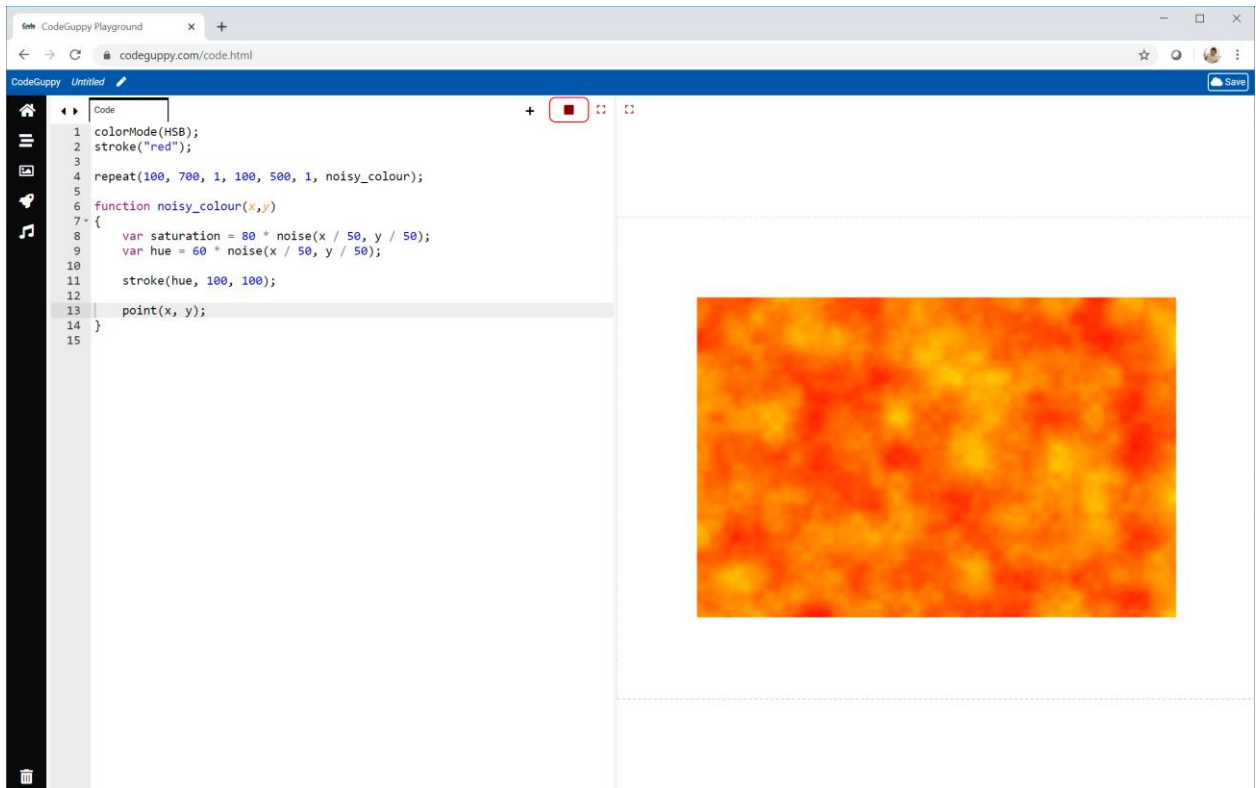 CodeGuppy Playground
codeguppy.com/code.html
CodeGuppy Untitled Save
Code
1 colorMode(HSB);
2 stroke("red");
3
4 repeat(100, 700, 1, 100, 500, 1, noisy_colour);
5
6 function noisy_colour(x,y)
7 {
8 var saturation = 80 * noise(x / 50, y / 50);
9 var hue = 60 * noise(x / 50, y / 50);
10
11 stroke(hue, 100, 100);
12
13 point(x, y);
14 }
15